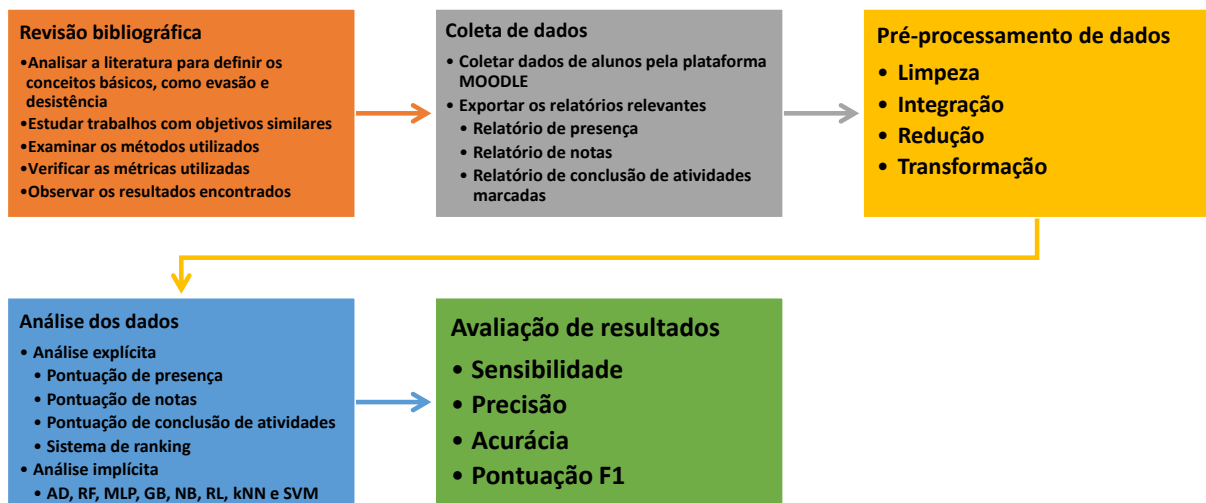 Revisão bibliográfica
•Analisar a literatura para definir os
conceitos básicos, como evasão e
desistência
•Estudar trabalhos com objetivos similares
•Examinar os métodos utilizados
•Verificar as métricas utilizadas
•Observar os resultados encontrados
Coleta de dados
• Coletar dados de alunos pela plataforma
MOODLE
• Exportar os relatórios relevantes
• Relatório de presença
• Relatório de notas
• Relatório de conclusão de atividades
marcadas
Pré-processamento de dados
• Limpeza
• Integração
• Redução
• Transformação
Análise dos dados
• Análise explícita
• Pontuação de presença
• Pontuação de notas
• Pontuação de conclusão de atividades
• Sistema de ranking
• Análise implícita
• AD, RF, MLP, GB, NB, RL, kNN e SVM
Avaliação de resultados
• Sensibilidade
• Precisão
• Acurácia
• Pontuação F1